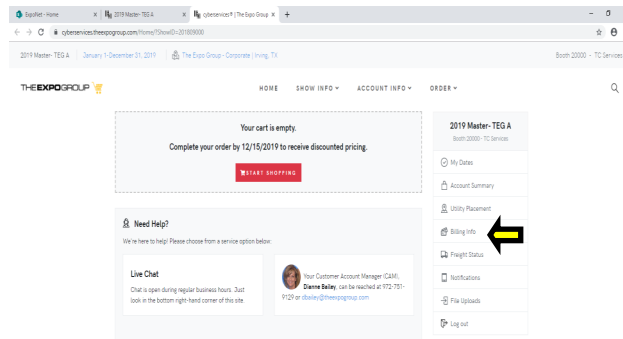 ExpoNet - Home
2019 Master- TEG A
cyberservices® | The Expo Group
cyberservices.theexpogroup.com/Home/?ShowID=201609000
2019 Master- TEG A January 1-December 31, 2019 The Expo Group - Corporate | Irving, TX Booth 20000 - TC Services
THEEXPOGROUP HOME SHOW INFO ACCOUNT INFO ORDER
Your cart is empty.
Complete your order by 12/15/2019 to receive discounted pricing.
START SHOPPING
Need Help?
We're here to help! Please choose from a service option below:
Live Chat
Chat is open during regular business hours. Just
look in the bottom right-hand corner of this site.
Your Customer Account Manager (CAM),
Dianne Bailey, can be reached at 972-751-
9129 or dbailey@theexpogroup.com
2019 Master- TEG A
Booth 20000 - TC Services
My Dates
Account Summary
Utility Placement
Billing Info
Freight Status
Notifications
File Uploads
Log out